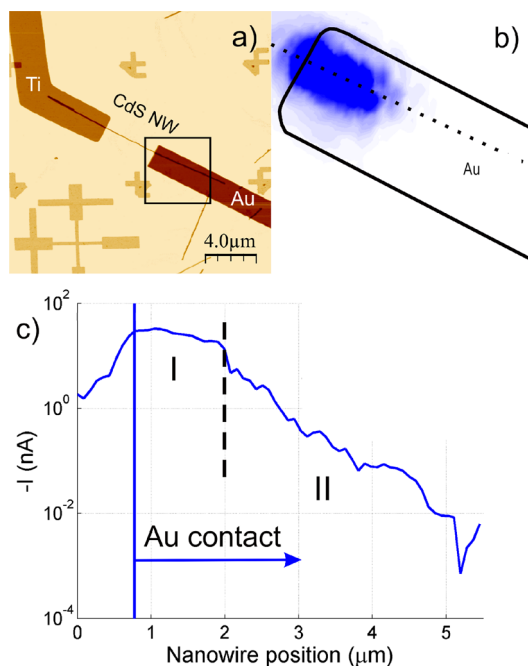 a)
Ti
CdS NW
Au
4.0µm
b)
Au
c)
10²
10⁰
10⁻²
10⁻⁴
-I (nA)
I
II
Au contact
0 1 2 3 4 5
Nanowire position (µm)